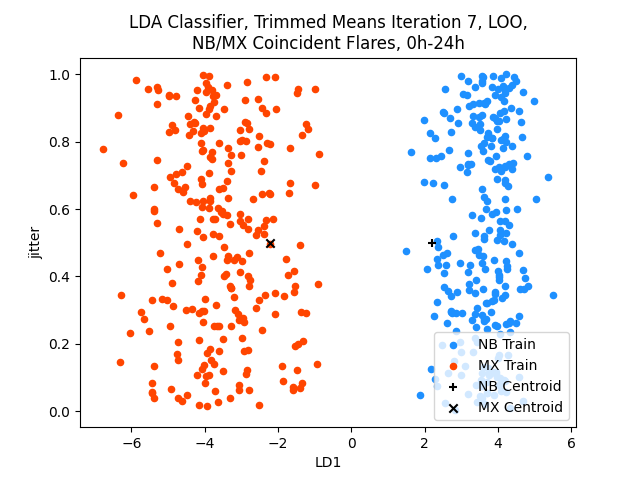 LDA Classifier, Trimmed Means Iteration 7, LOO,
NB/MX Coincident Flares, 0h-24h
1.0
0.8
0.6
0.4
0.2
0.0
jitter
−6
−4
−2
0
2
4
6
LD1
NB Train
MX Train
NB Centroid
MX Centroid